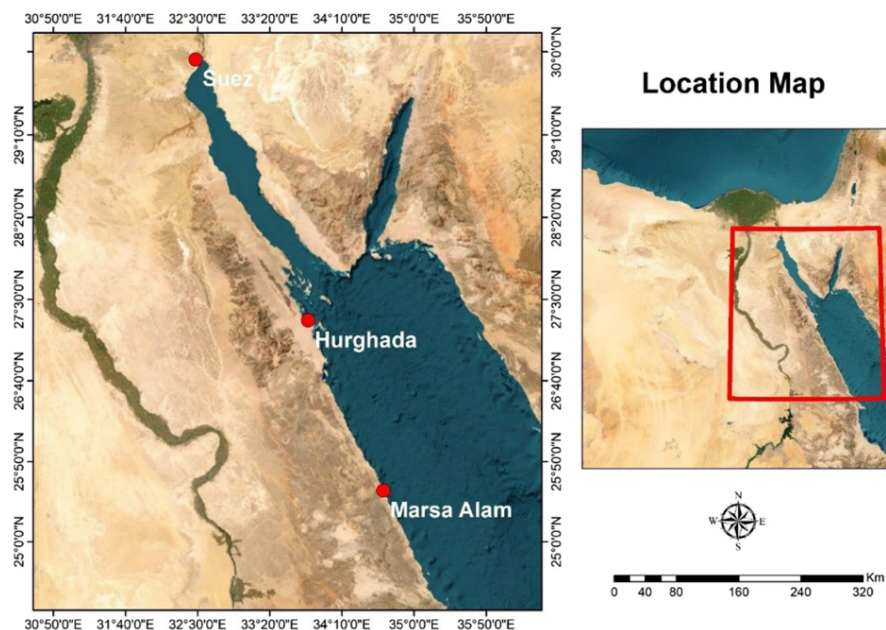 30°50'0"E 31°40'0"E 32°30'0"E 33°20'0"E 34°10'0"E 35°0'0"E 35°50'0"E
30°0'0"N
29°10'0"N
28°20'0"N
27°30'0"N
26°40'0"N
25°50'0"N
25°0'0"N
Suez
Hurghada
Marsa Alam
30°0'0"N
29°10'0"N
28°20'0"N
27°30'0"N
26°40'0"N
25°50'0"N
25°0'0"N
30°50'0"E 31°40'0"E 32°30'0"E 33°20'0"E 34°10'0"E 35°0'0"E 35°50'0"E
Location Map
N
W E
S
Km
0 20 40 80 160 240 320